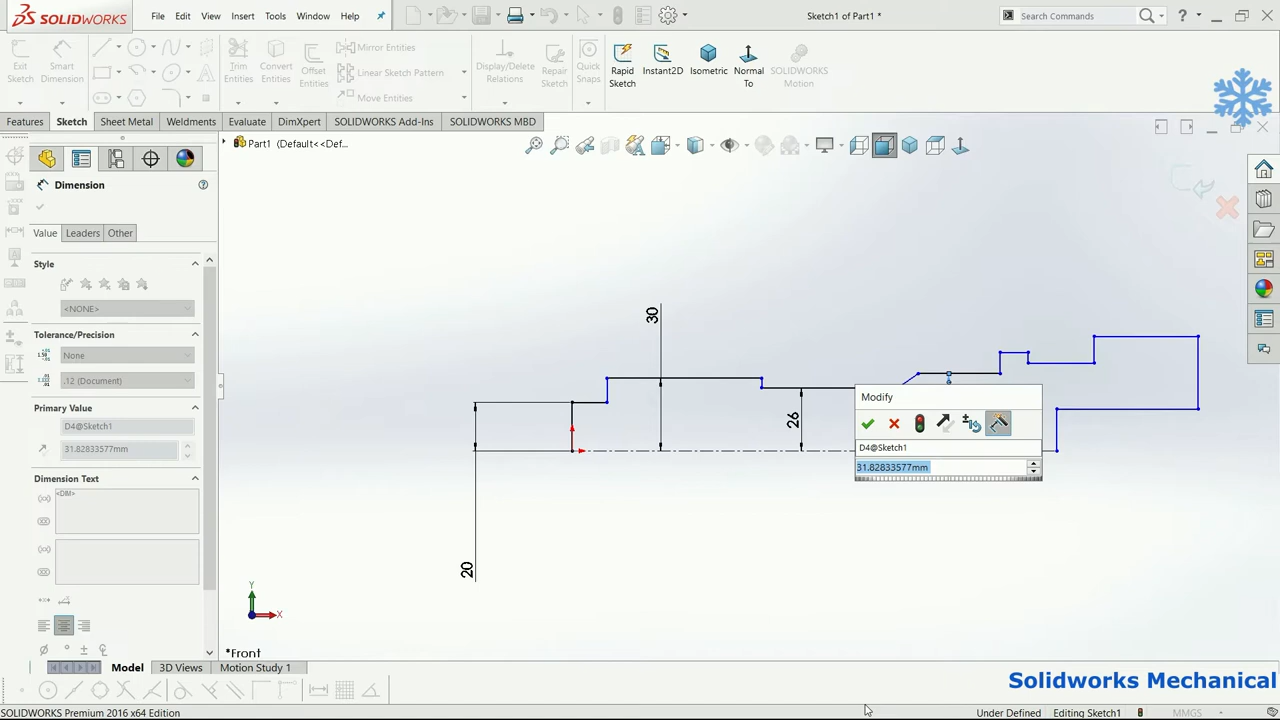 SOLIDWORKS
File Edit View Insert Tools Window Help
Sketch1 of Part1 *
Search Commands
Exit Sketch
Smart Dimension
Trim Entities
Convert Entities
Offset Entities
Mirror Entities
Linear Sketch Pattern
Move Entities
Display/Delete Relations
Repair Sketch
Quick Snaps
Rapid Sketch
Instant2D
Isometric
Normal To
SOLIDWORKS Motion
Features Sketch Sheet Metal Weldments Evaluate DimXpert SOLIDWORKS Add-Ins SOLIDWORKS MBD
Part1 (Default<<Def...
Dimension
Value Leaders Other
Style
<NONE>
Tolerance/Precision
None
.12 (Document)
Primary Value
D4@Sketch1
31.82833577mm
Dimension Text
<DIM>
30
26
20
Modify
D4@Sketch1
31.82833577mm
Y
X
*Front
Model 3D Views Motion Study 1
Solidworks Mechanical
SOLIDWORKS Premium 2016 x64 Edition
Under Defined Editing Sketch1 MMGS